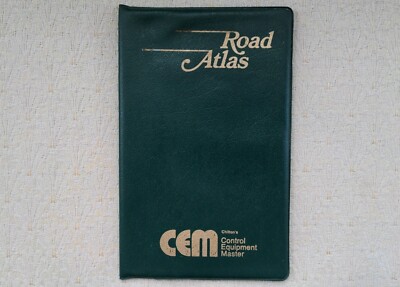 Road
Atlas
CEM
Control
Equipment
Master